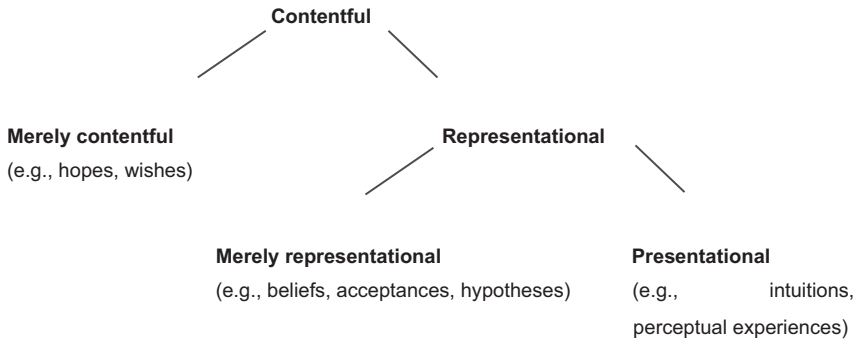 Contentful
Merely contentful
(e.g., hopes, wishes)
Representational
Merely representational
(e.g., beliefs, acceptances, hypotheses)
Presentational
(e.g., intuitions,
perceptual experiences)